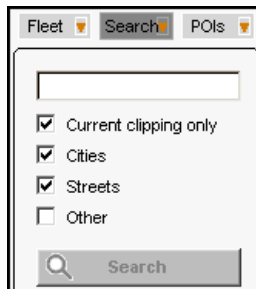 Fleet Search POIs
Current clipping only
Cities
Streets
Other
Search